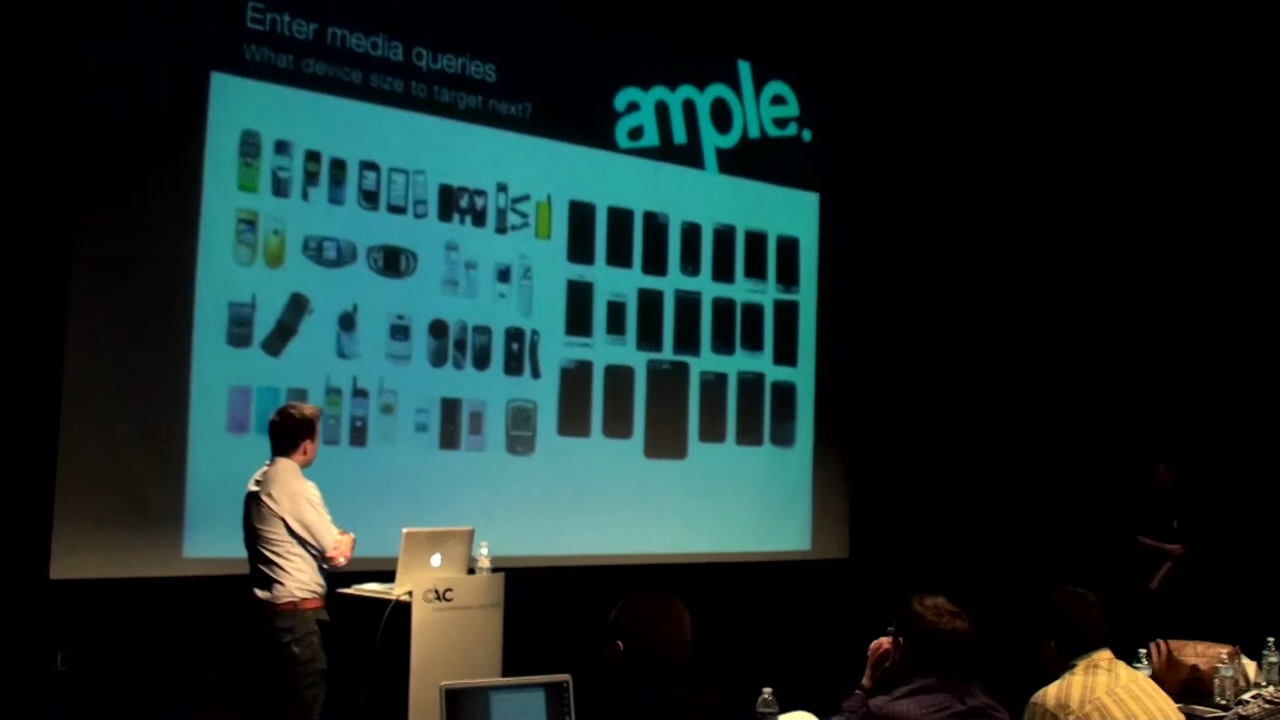 Enter media queries
What device size to target next?
ample.
CAC